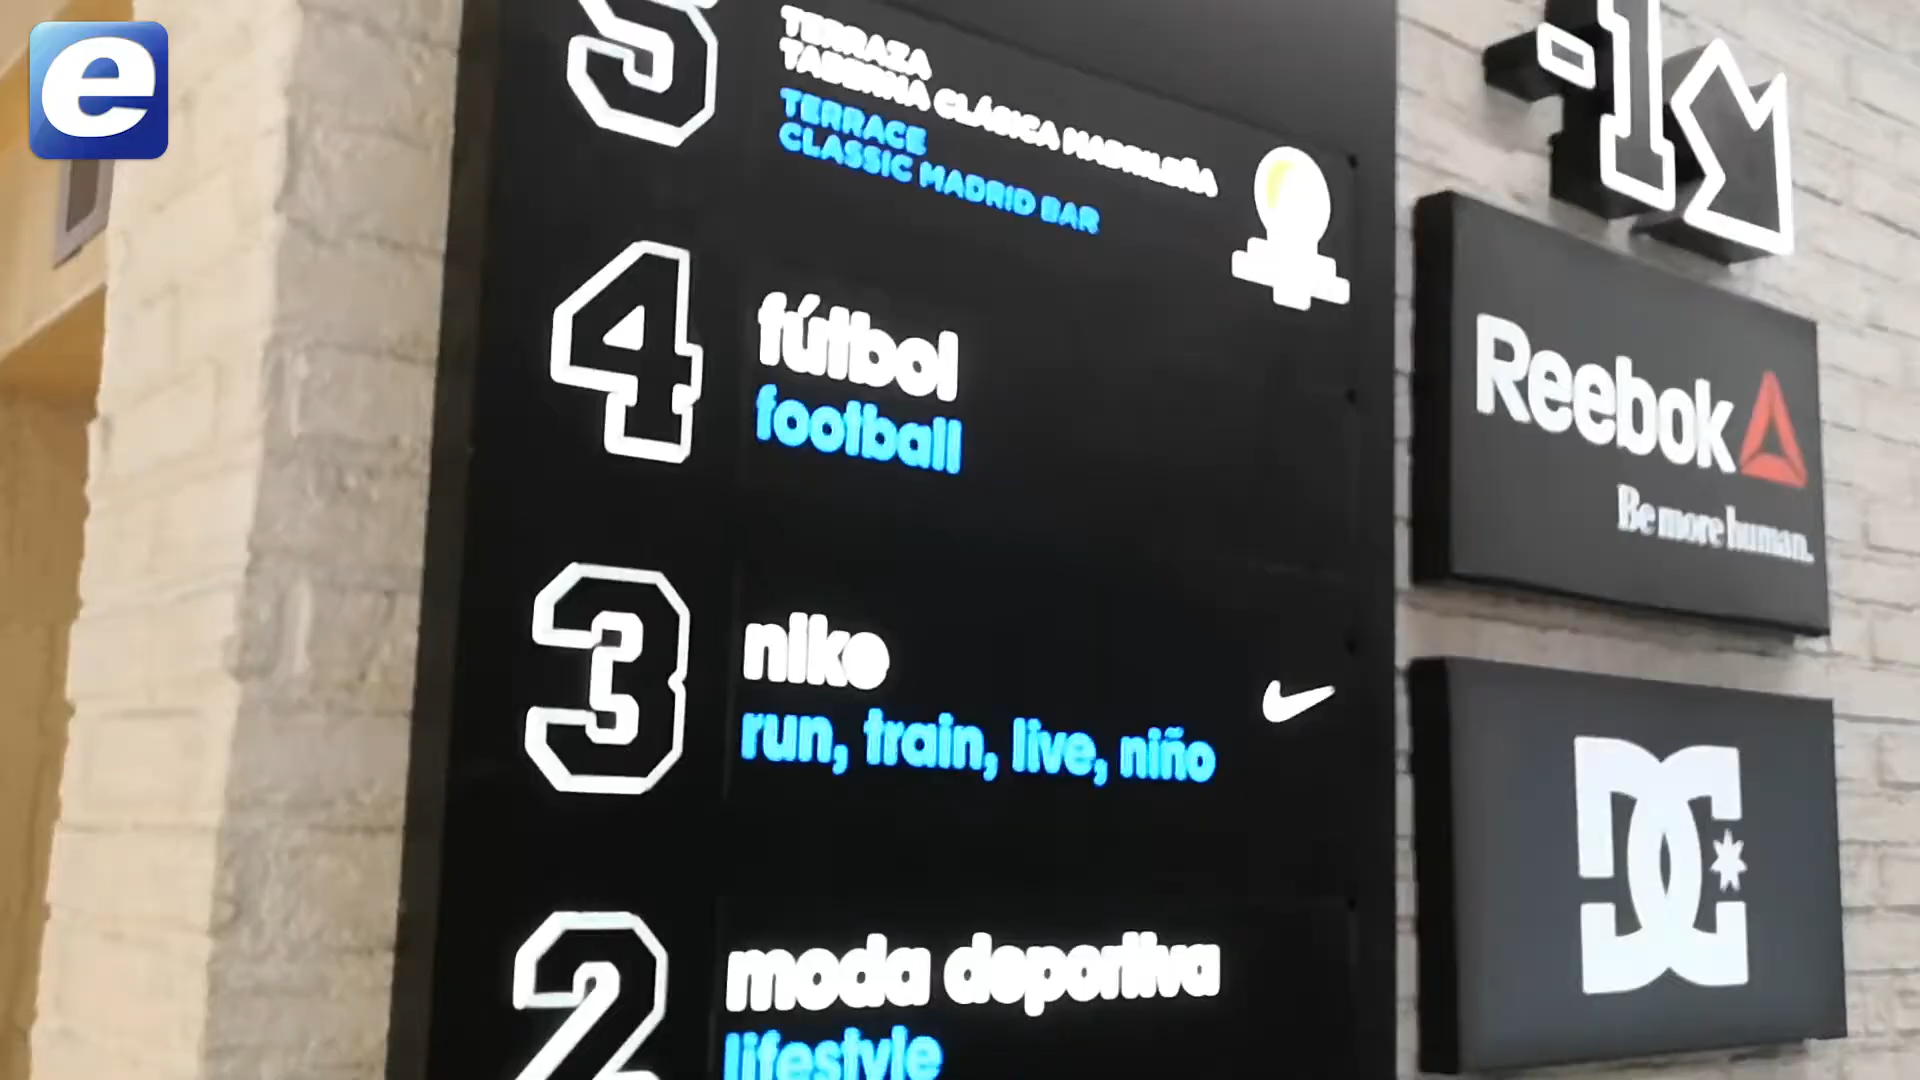 e
5
TERRAZA
TABERNA CLÁSICA MADRILEÑA
TERRACE
CLASSIC MADRID BAR
4
fútbol
football
3
nike
run, train, live, niño
2
moda deportiva
lifestyle
-1
Reebok
Be more human.
DC